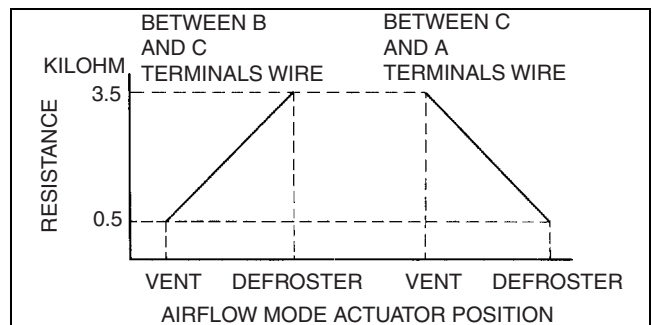 BETWEEN B
AND C
TERMINALS WIRE
BETWEEN C
AND A
TERMINALS WIRE
KILOHM
3.5
RESISTANCE
0.5
VENT DEFROSTER VENT DEFROSTER
AIRFLOW MODE ACTUATOR POSITION